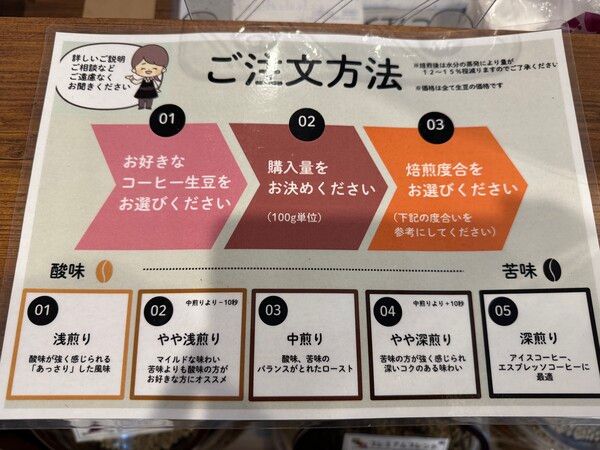 詳しいご説明
ご相談など
ご遠慮なく
お聞きください
ご注文方法
※焙煎後は水分の蒸発により量が
12~15%程減りますのでご了承ください
※価格は全て生豆の価格です
01
お好きな
コーヒー生豆を
お選びください
02
購入量を
お決めください
(100g単位)
03
焙煎度合を
お選びください
(下記の度合いを
参考にしてください)
酸味
苦味
01
浅煎り
酸味が強く感じられる
「あっさり」した風味
02
中煎りより-10秒
やや浅煎り
マイルドな味わい
苦味よりも酸味の方が
お好きな方にオススメ
03
中煎り
酸味、苦味の
バランスがとれたロースト
04
中煎りより+10秒
やや深煎り
苦味の方が強く感じられ
深いコクのある味わい
05
深煎り
アイスコーヒー、
エスプレッソコーヒーに
最適